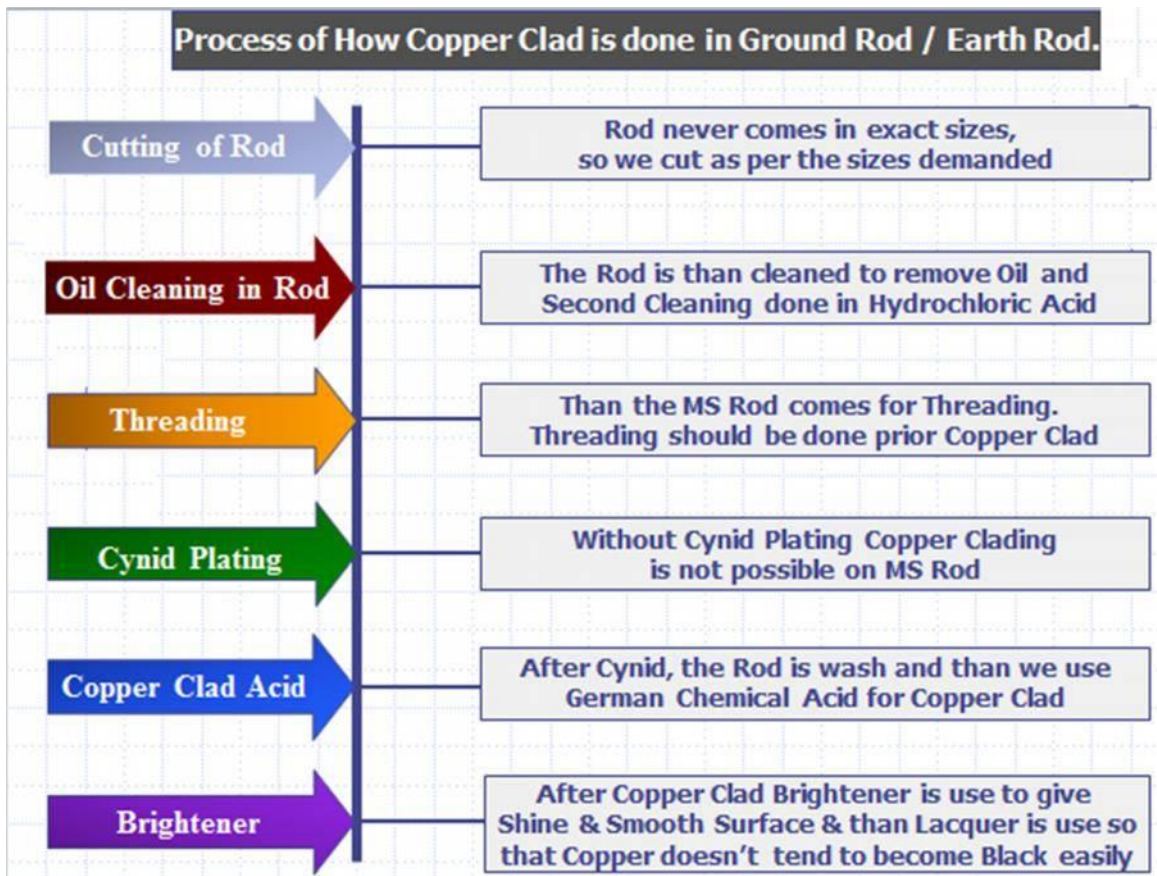 Process of How Copper Clad is done in Ground Rod / Earth Rod.
Cutting of Rod
Rod never comes in exact sizes,
so we cut as per the sizes demanded
Oil Cleaning in Rod
The Rod is than cleaned to remove Oil and
Second Cleaning done in Hydrochloric Acid
Threading
Than the MS Rod comes for Threading.
Threading should be done prior Copper Clad
Cynid Plating
Without Cynid Plating Copper Clading
is not possible on MS Rod
Copper Clad Acid
After Cynid, the Rod is wash and than we use
German Chemical Acid for Copper Clad
Brightener
After Copper Clad Brightener is use to give
Shine & Smooth Surface & than Lacquer is use so
that Copper doesn't tend to become Black easily